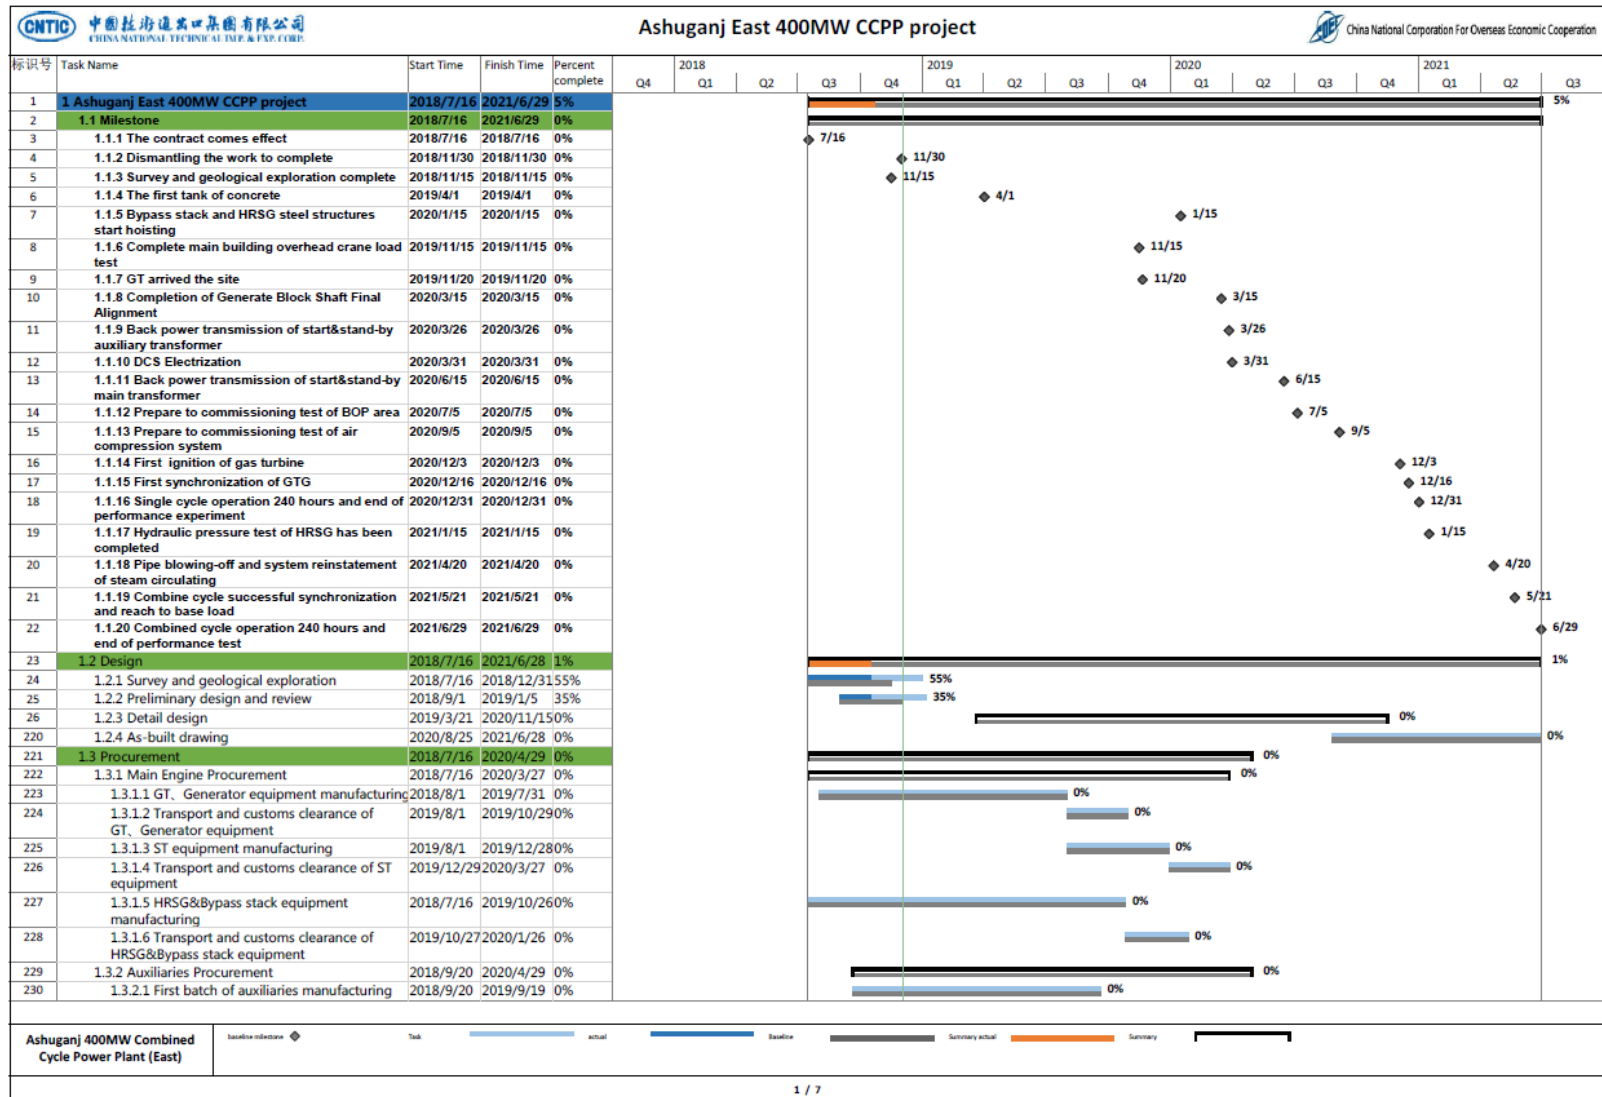 CNTIC 中国技术进出口集团有限公司
CHINA NATIONAL TECHNICAL IMP. & EXP. CORP.
Ashuganj East 400MW CCPP project
China National Corporation For Overseas Economic Cooperation
标识号 Task Name Start Time Finish Time Percent complete
2018 2019 2020 2021
Q4 Q1 Q2 Q3 Q4 Q1 Q2 Q3 Q4 Q1 Q2 Q3 Q4 Q1 Q2 Q3
1 1 Ashuganj East 400MW CCPP project 2018/7/16 2021/6/29 5% 5%
2 1.1 Milestone 2018/7/16 2021/6/29 0%
3 1.1.1 The contract comes effect 2018/7/16 2018/7/16 0% 7/16
4 1.1.2 Dismantling the work to complete 2018/11/30 2018/11/30 0% 11/30
5 1.1.3 Survey and geological exploration complete 2018/11/15 2018/11/15 0% 11/15
6 1.1.4 The first tank of concrete 2019/4/1 2019/4/1 0% 4/1
7 1.1.5 Bypass stack and HRSG steel structures 2020/1/15 2020/1/15 0% 1/15
start hoisting
8 1.1.6 Complete main building overhead crane load 2019/11/15 2019/11/15 0% 11/15
test
9 1.1.7 GT arrived the site 2019/11/20 2019/11/20 0% 11/20
10 1.1.8 Completion of Generate Block Shaft Final 2020/3/15 2020/3/15 0% 3/15
Alignment
11 1.1.9 Back power transmission of start&stand-by 2020/3/26 2020/3/26 0% 3/26
auxiliary transformer
12 1.1.10 DCS Electrization 2020/3/31 2020/3/31 0% 3/31
13 1.1.11 Back power transmission of start&stand-by 2020/6/15 2020/6/15 0% 6/15
main transformer
14 1.1.12 Prepare to commissioning test of BOP area 2020/7/5 2020/7/5 0% 7/5
15 1.1.13 Prepare to commissioning test of air 2020/9/5 2020/9/5 0% 9/5
compression system
16 1.1.14 First ignition of gas turbine 2020/12/3 2020/12/3 0% 12/3
17 1.1.15 First synchronization of GTG 2020/12/16 2020/12/16 0% 12/16
18 1.1.16 Single cycle operation 240 hours and end of 2020/12/31 2020/12/31 0% 12/31
performance experiment
19 1.1.17 Hydraulic pressure test of HRSG has been 2021/1/15 2021/1/15 0% 1/15
completed
20 1.1.18 Pipe blowing-off and system reinstatement 2021/4/20 2021/4/20 0% 4/20
of steam circulating
21 1.1.19 Combine cycle successful synchronization 2021/5/21 2021/5/21 0% 5/21
and reach to base load
22 1.1.20 Combined cycle operation 240 hours and 2021/6/29 2021/6/29 0% 6/29
end of performance test
23 1.2 Design 2018/7/16 2021/6/28 1% 1%
24 1.2.1 Survey and geological exploration 2018/7/16 2018/12/31 55% 55%
25 1.2.2 Preliminary design and review 2018/9/1 2019/1/5 35% 35%
26 1.2.3 Detail design 2019/3/21 2020/11/15 0% 0%
220 1.2.4 As-built drawing 2020/8/25 2021/6/28 0% 0%
221 1.3 Procurement 2018/7/16 2020/4/29 0% 0%
222 1.3.1 Main Engine Procurement 2018/7/16 2020/3/27 0% 0%
223 1.3.1.1 GT、Generator equipment manufacturing 2018/8/1 2019/7/31 0% 0%
224 1.3.1.2 Transport and customs clearance of 2019/8/1 2019/10/29 0% 0%
GT、Generator equipment
225 1.3.1.3 ST equipment manufacturing 2019/8/1 2019/12/28 0% 0%
226 1.3.1.4 Transport and customs clearance of ST 2019/12/29 2020/3/27 0% 0%
equipment
227 1.3.1.5 HRSG&Bypass stack equipment 2018/7/16 2019/10/26 0% 0%
manufacturing
228 1.3.1.6 Transport and customs clearance of 2019/10/27 2020/1/26 0% 0%
HRSG&Bypass stack equipment
229 1.3.2 Auxiliaries Procurement 2018/9/20 2020/4/29 0% 0%
230 1.3.2.1 First batch of auxiliaries manufacturing 2018/9/20 2019/9/19 0% 0%
Ashuganj 400MW Combined
Cycle Power Plant (East)
baseline milestone Task actual Baseline Summary actual Summary
1 / 7